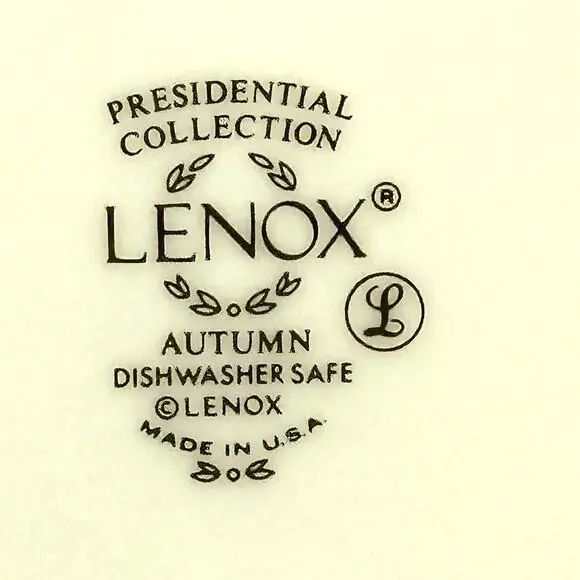 PRESIDENTIAL
COLLECTION
LENOX®
L
AUTUMN
DISHWASHER SAFE
©LENOX
MADE IN U.S.A.